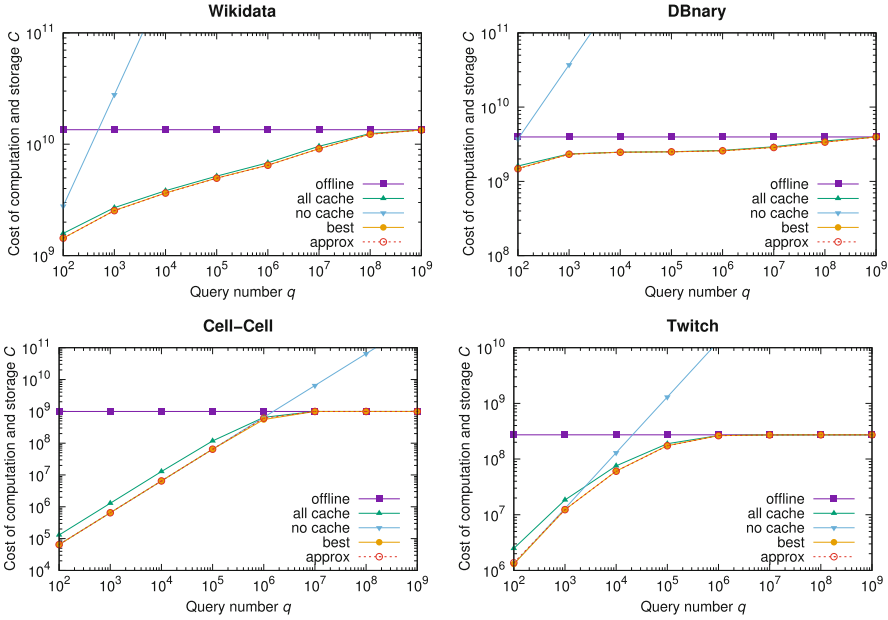 Wikidata
Cost of computation and storage C
10^11
10^10
10^9
offline
all cache
no cache
best
approx
10^2 10^3 10^4 10^5 10^6 10^7 10^8 10^9
Query number q
DBnary
Cost of computation and storage C
10^11
10^10
10^9
10^8
offline
all cache
no cache
best
approx
10^2 10^3 10^4 10^5 10^6 10^7 10^8 10^9
Query number q
Cell−Cell
Cost of computation and storage C
10^11
10^10
10^9
10^8
10^7
10^6
10^5
10^4
offline
all cache
no cache
best
approx
10^2 10^3 10^4 10^5 10^6 10^7 10^8 10^9
Query number q
Twitch
Cost of computation and storage C
10^10
10^9
10^8
10^7
10^6
offline
all cache
no cache
best
approx
10^2 10^3 10^4 10^5 10^6 10^7 10^8 10^9
Query number q